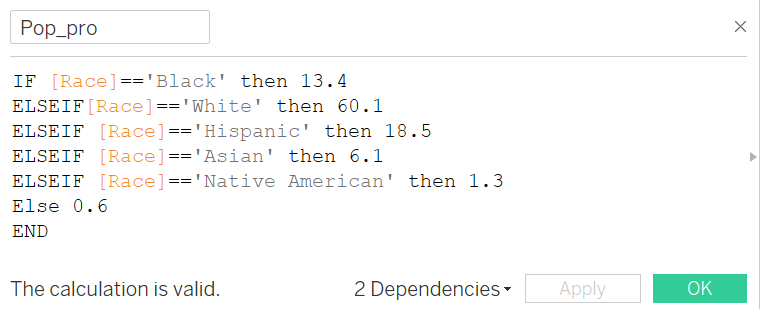 Pop_pro
IF [Race]=='Black' then 13.4
ELSEIF[Race]=='White' then 60.1
ELSEIF [Race]=='Hispanic' then 18.5
ELSEIF [Race]=='Asian' then 6.1
ELSEIF [Race]=='Native American' then 1.3
Else 0.6
END
The calculation is valid. 2 Dependencies Apply OK